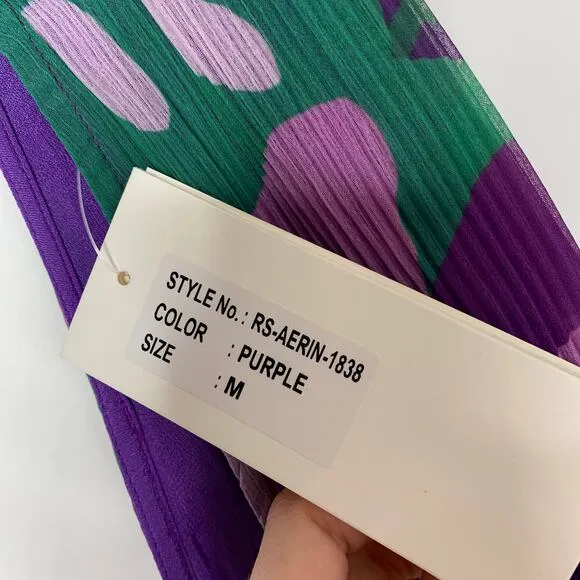 STYLE No. : RS-AERIN-1838
COLOR : PURPLE
SIZE : M